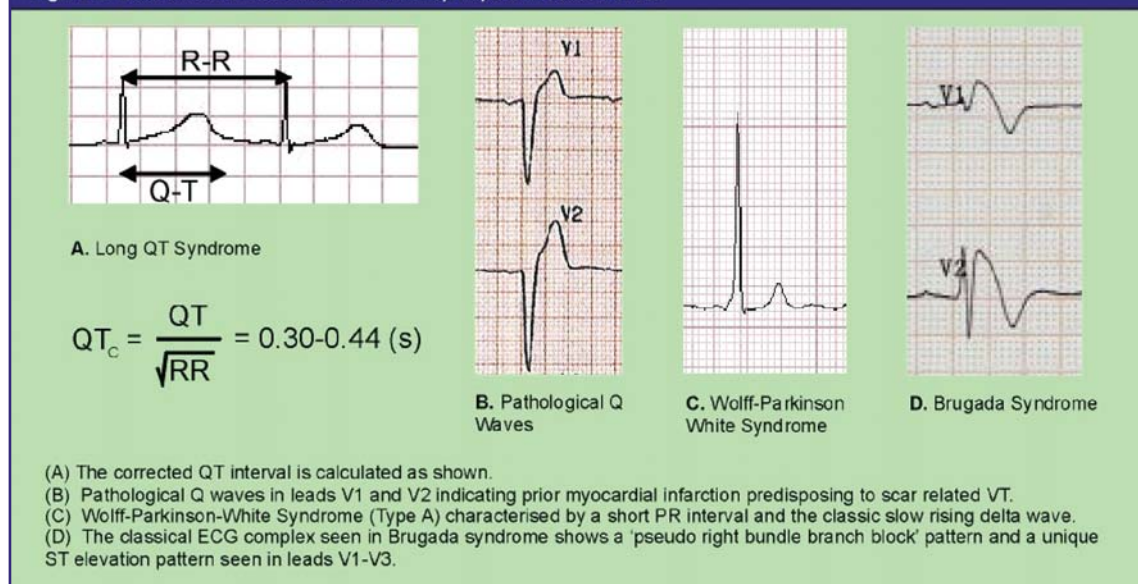 R-R
Q-T
A. Long QT Syndrome
QTC = QT / √RR = 0.30-0.44 (s)
V1
V2
B. Pathological Q
Waves
C. Wolff-Parkinson
White Syndrome
V1
V2
D. Brugada Syndrome
(A) The corrected QT interval is calculated as shown.
(B) Pathological Q waves in leads V1 and V2 indicating prior myocardial infarction predisposing to scar related VT.
(C) Wolff-Parkinson-White Syndrome (Type A) characterised by a short PR interval and the classic slow rising delta wave.
(D) The classical ECG complex seen in Brugada syndrome shows a 'pseudo right bundle branch block' pattern and a unique
ST elevation pattern seen in leads V1-V3.